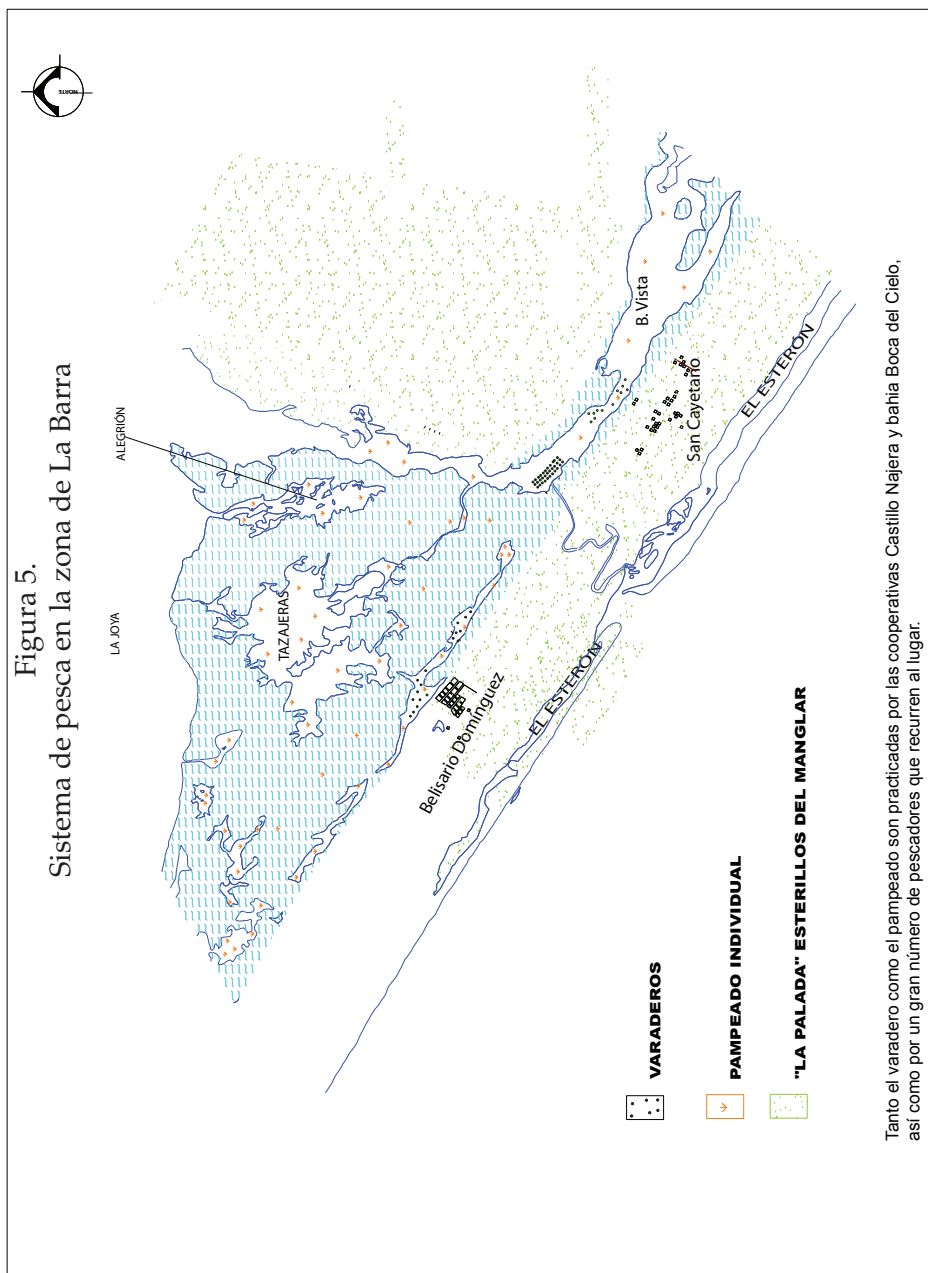 Figura 5.
Sistema de pesca en la zona de La Barra
NORTE
LA JOYA
ALEGRIÓN
TAZAJERAS
B. Vista
Belisario Domínguez
San Cayetano
EL ESTERÓN
EL ESTERÓN
VARADEROS
PAMPEADO INDIVIDUAL
"LA PALADA" ESTERILLOS DEL MANGLAR
Tanto el varadero como el pampeado son practicadas por las cooperativas Castillo Najera y bahia Boca del Cielo,
así como por un gran número de pescadores que recurren al lugar.